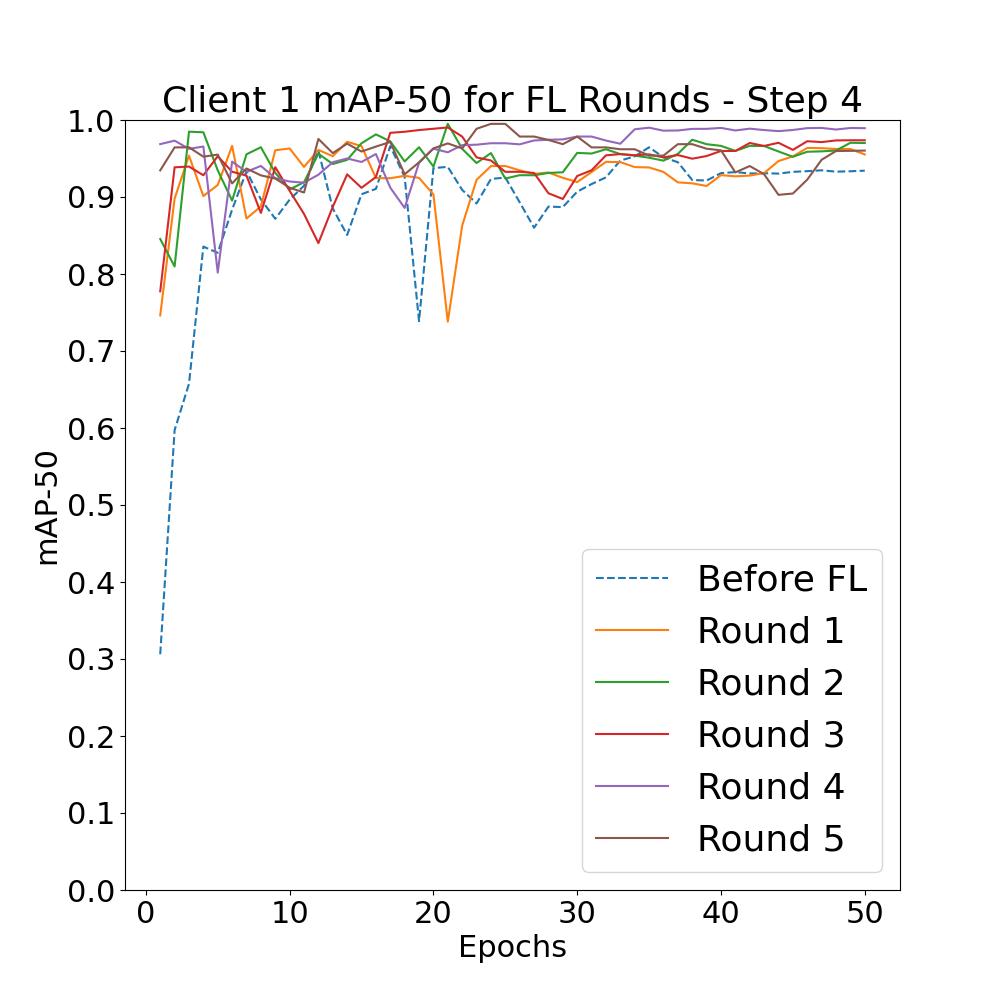 Client 1 mAP-50 for FL Rounds - Step 4
1.0
0.9
0.8
0.7
0.6
0.5
0.4
0.3
0.2
0.1
0.0
mAP-50
Before FL
Round 1
Round 2
Round 3
Round 4
Round 5
0 10 20 30 40 50
Epochs